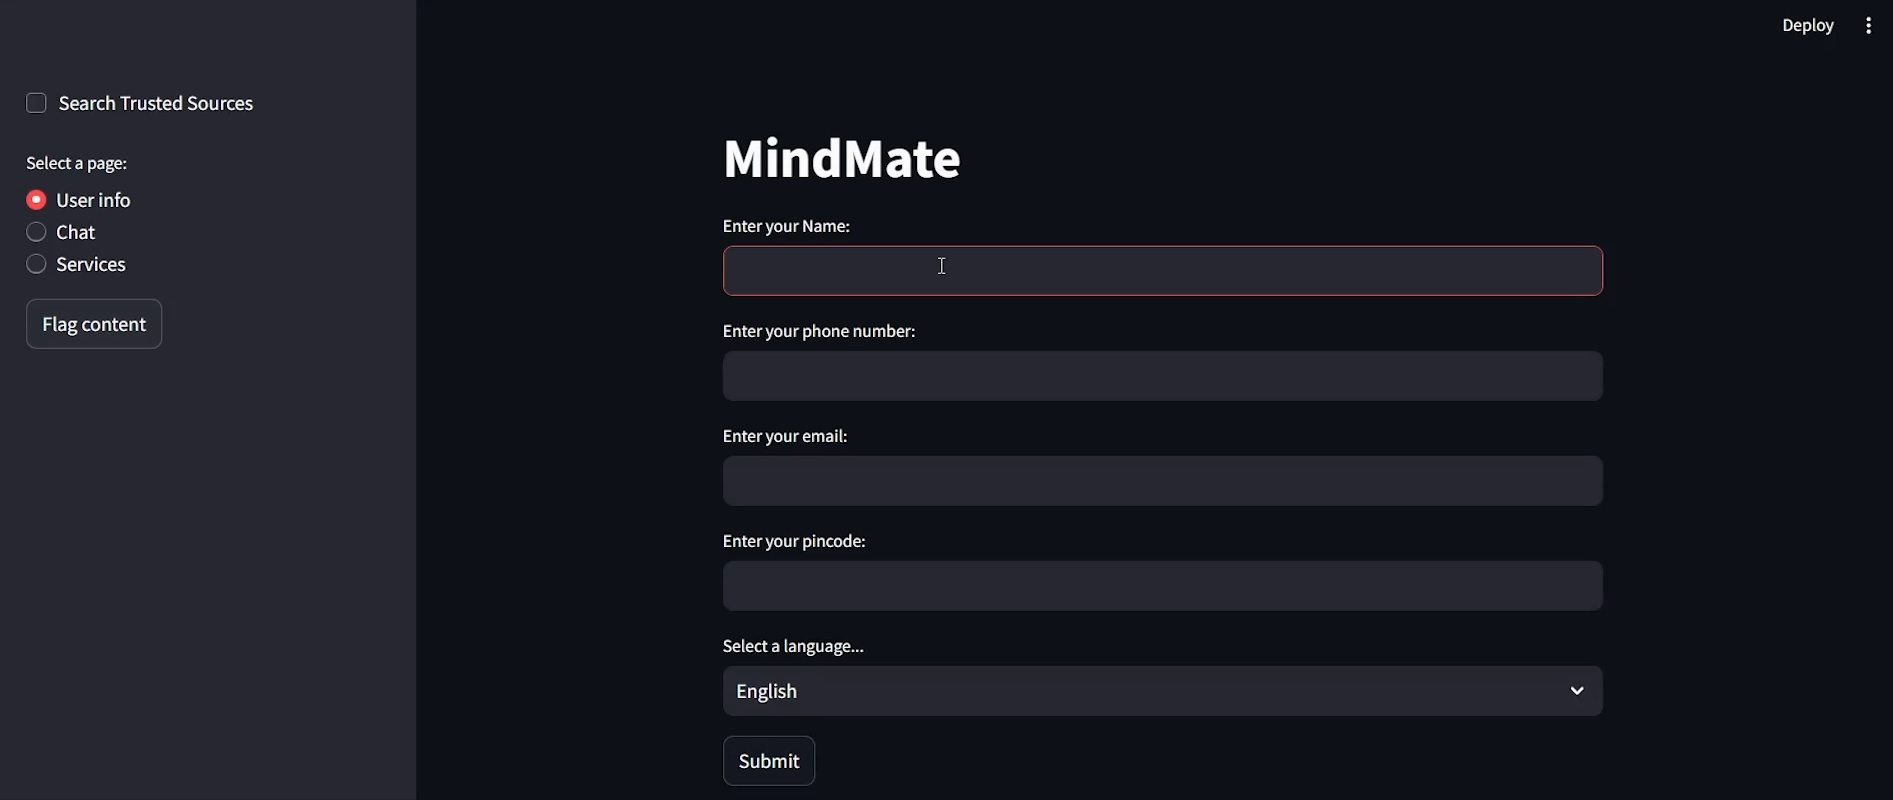 Deploy
Search Trusted Sources
Select a page:
User info
Chat
Services
Flag content
MindMate
Enter your Name:
Enter your phone number:
Enter your email:
Enter your pincode:
Select a language...
English
Submit